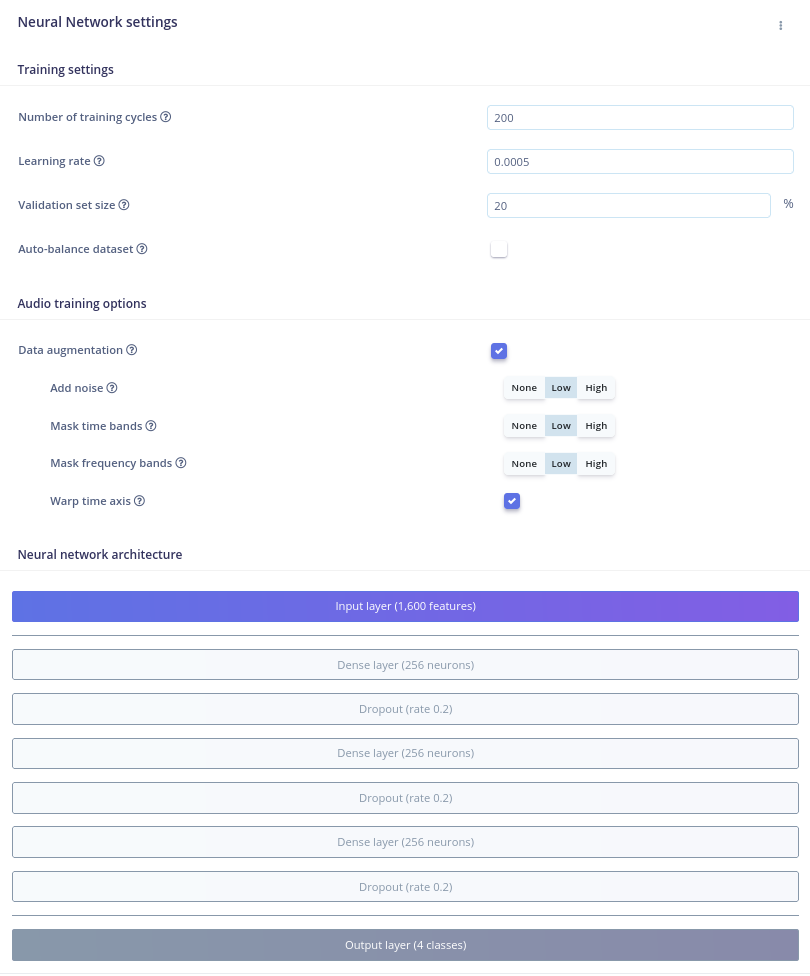 Neural Network settings
Training settings
Number of training cycles
200
Learning rate
0.0005
Validation set size
20
%
Auto-balance dataset
Audio training options
Data augmentation
Add noise
None Low High
Mask time bands
None Low High
Mask frequency bands
None Low High
Warp time axis
Neural network architecture
Input layer (1,600 features)
Dense layer (256 neurons)
Dropout (rate 0.2)
Dense layer (256 neurons)
Dropout (rate 0.2)
Dense layer (256 neurons)
Dropout (rate 0.2)
Output layer (4 classes)